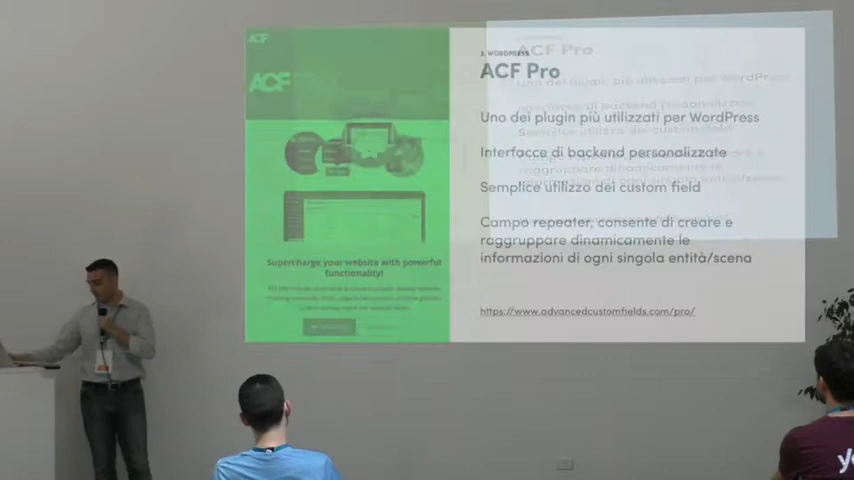 ACF
ACF
Supercharge your website with powerful
functionality!
3. WORDPRESS
ACF Pro
Uno dei plugin più utilizzati per WordPress
Interfacce di backend personalizzate
Semplice utilizzo dei custom field
Campo repeater, consente di creare e
raggruppare dinamicamente le
informazioni di ogni singola entità/scena
https://www.advancedcustomfields.com/pro/